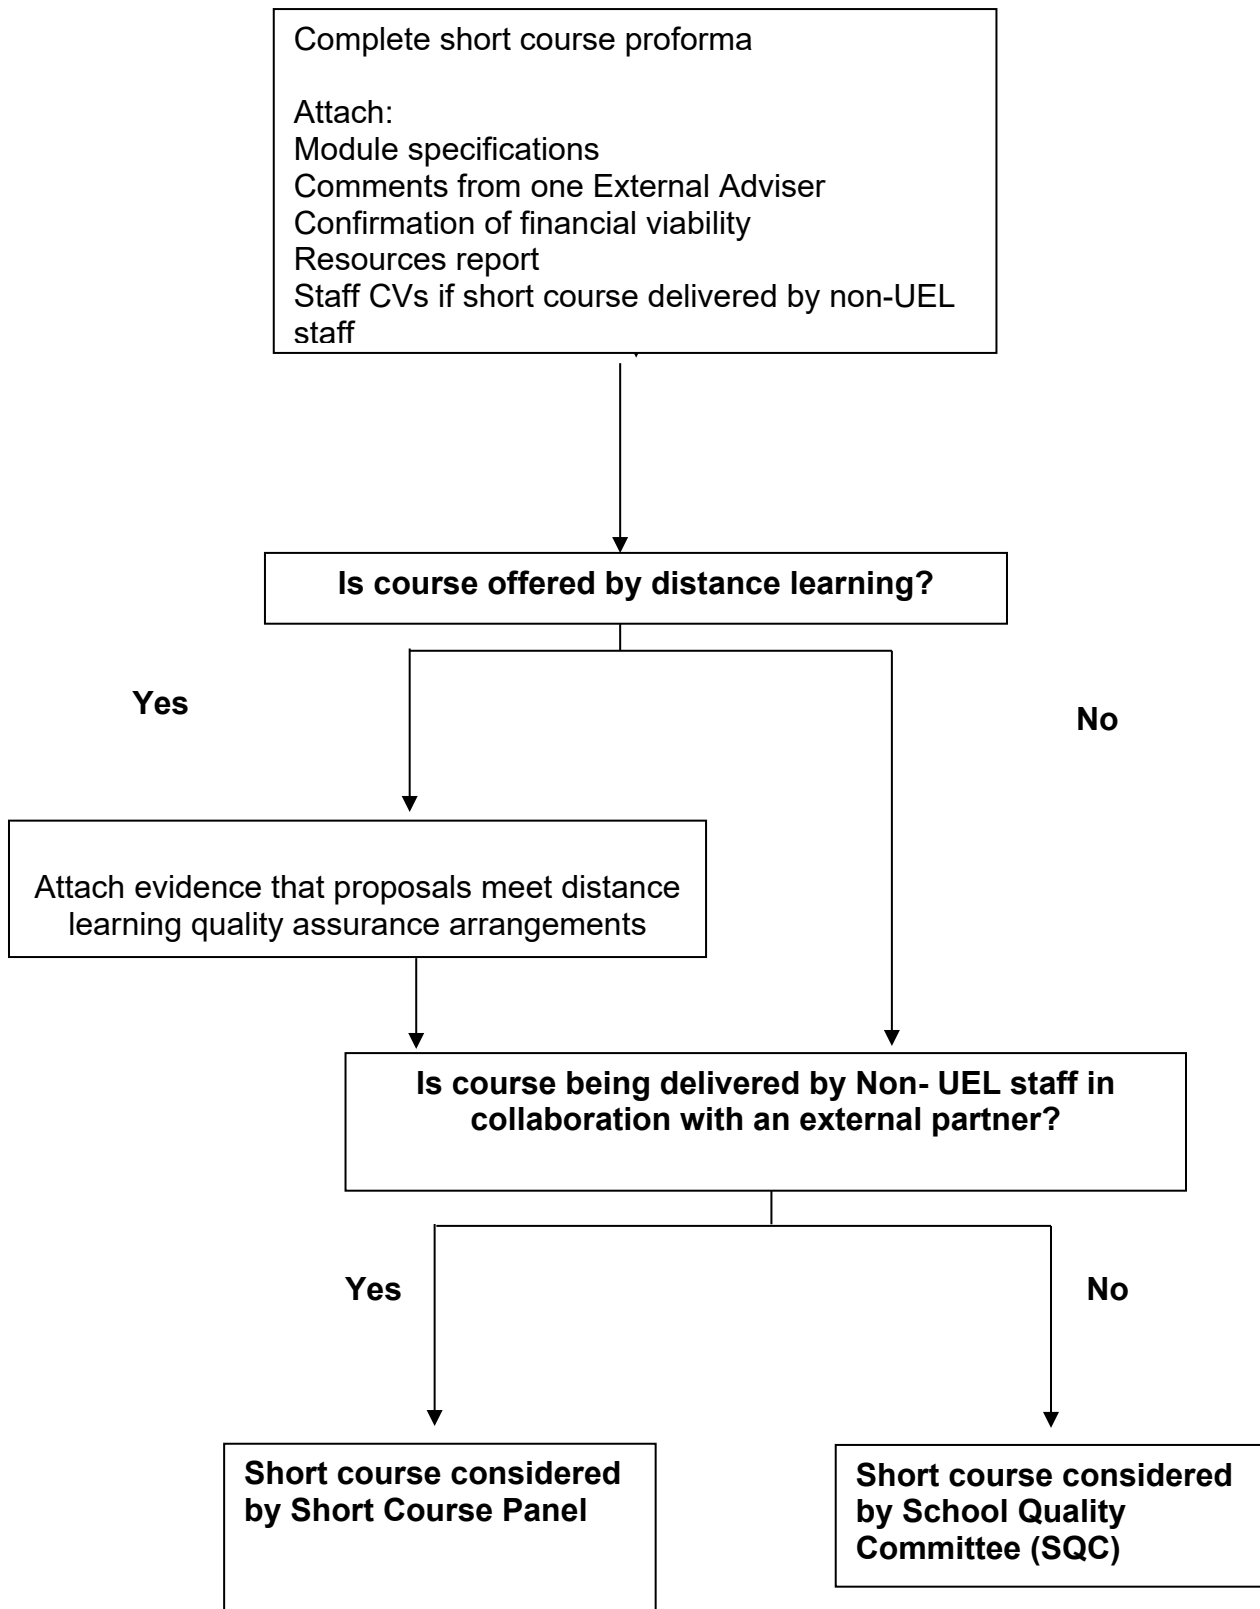 Complete short course proforma
Attach:
Module specifications
Comments from one External Adviser
Confirmation of financial viability
Resources report
Staff CVs if short course delivered by non-UEL
staff
Is course offered by distance learning?
Yes
No
Attach evidence that proposals meet distance
learning quality assurance arrangements
Is course being delivered by Non- UEL staff in
collaboration with an external partner?
Yes
No
Short course considered
by Short Course Panel
Short course considered
by School Quality
Committee (SQC)